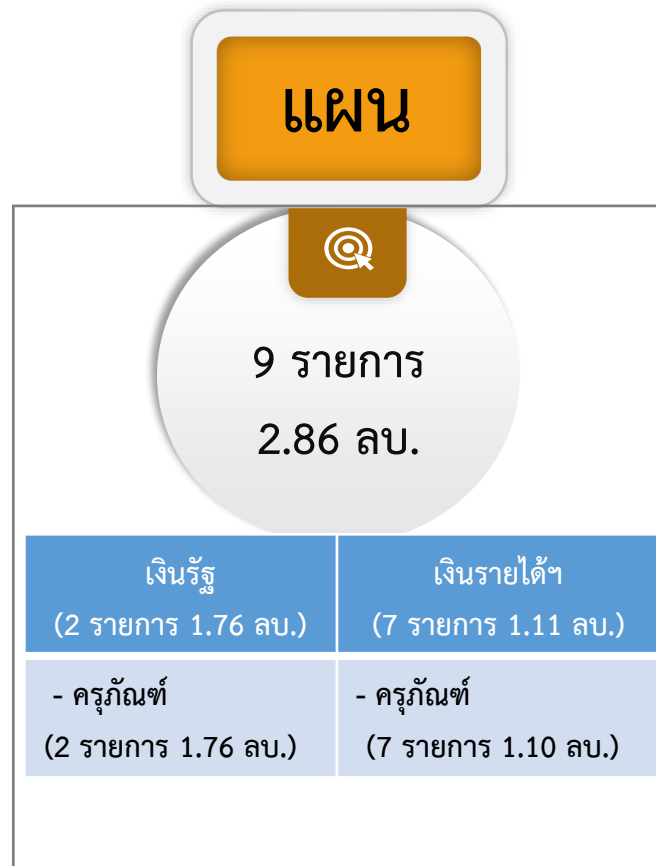 แผน
9 รายการ
2.86 ลบ.
เงินรัฐ
(2 รายการ 1.76 ลบ.)
เงินรายได้ฯ
(7 รายการ 1.11 ลบ.)
- ครุภัณฑ์
(2 รายการ 1.76 ลบ.)
- ครุภัณฑ์
(7 รายการ 1.10 ลบ.)